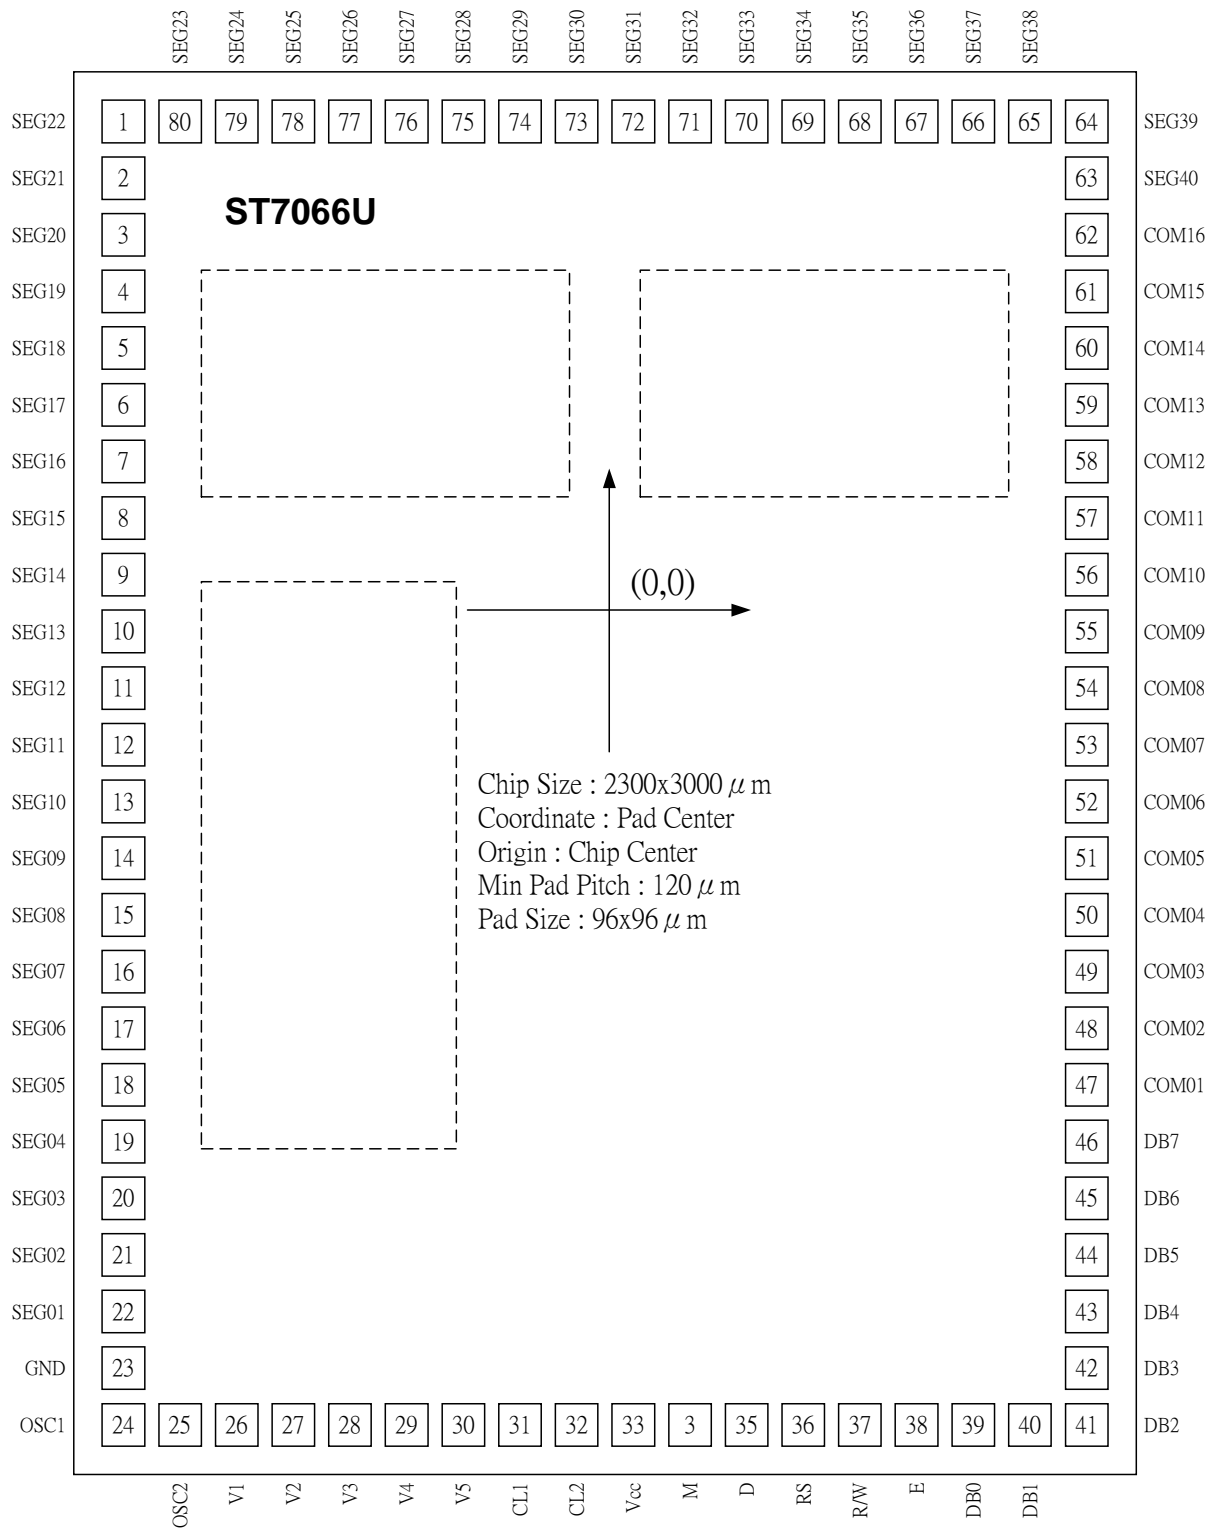 SEG23 SEG24 SEG25 SEG26 SEG27 SEG28 SEG29 SEG30 SEG31 SEG32 SEG33 SEG34 SEG35 SEG36 SEG37 SEG38
SEG22 1 80 79 78 77 76 75 74 73 72 71 70 69 68 67 66 65 64 SEG39
SEG21 2 63 SEG40
ST7066U
SEG20 3 62 COM16
SEG19 4 61 COM15
SEG18 5 60 COM14
SEG17 6 59 COM13
SEG16 7 58 COM12
SEG15 8 57 COM11
SEG14 9 56 COM10
(0,0)
SEG13 10 55 COM09
SEG12 11 54 COM08
SEG11 12 53 COM07
Chip Size : 2300x3000 μ m
SEG10 13 52 COM06
Coordinate : Pad Center
Origin : Chip Center
SEG09 14 51 COM05
Min Pad Pitch : 120 μ m
Pad Size : 96x96 μ m
SEG08 15 50 COM04
SEG07 16 49 COM03
SEG06 17 48 COM02
SEG05 18 47 COM01
SEG04 19 46 DB7
SEG03 20 45 DB6
SEG02 21 44 DB5
SEG01 22 43 DB4
GND 23 42 DB3
OSC1 24 25 26 27 28 29 30 31 32 33 3 35 36 37 38 39 40 41 DB2
OSC2 V1 V2 V3 V4 V5 CL1 CL2 Vcc M D RS R/W E DB0 DB1